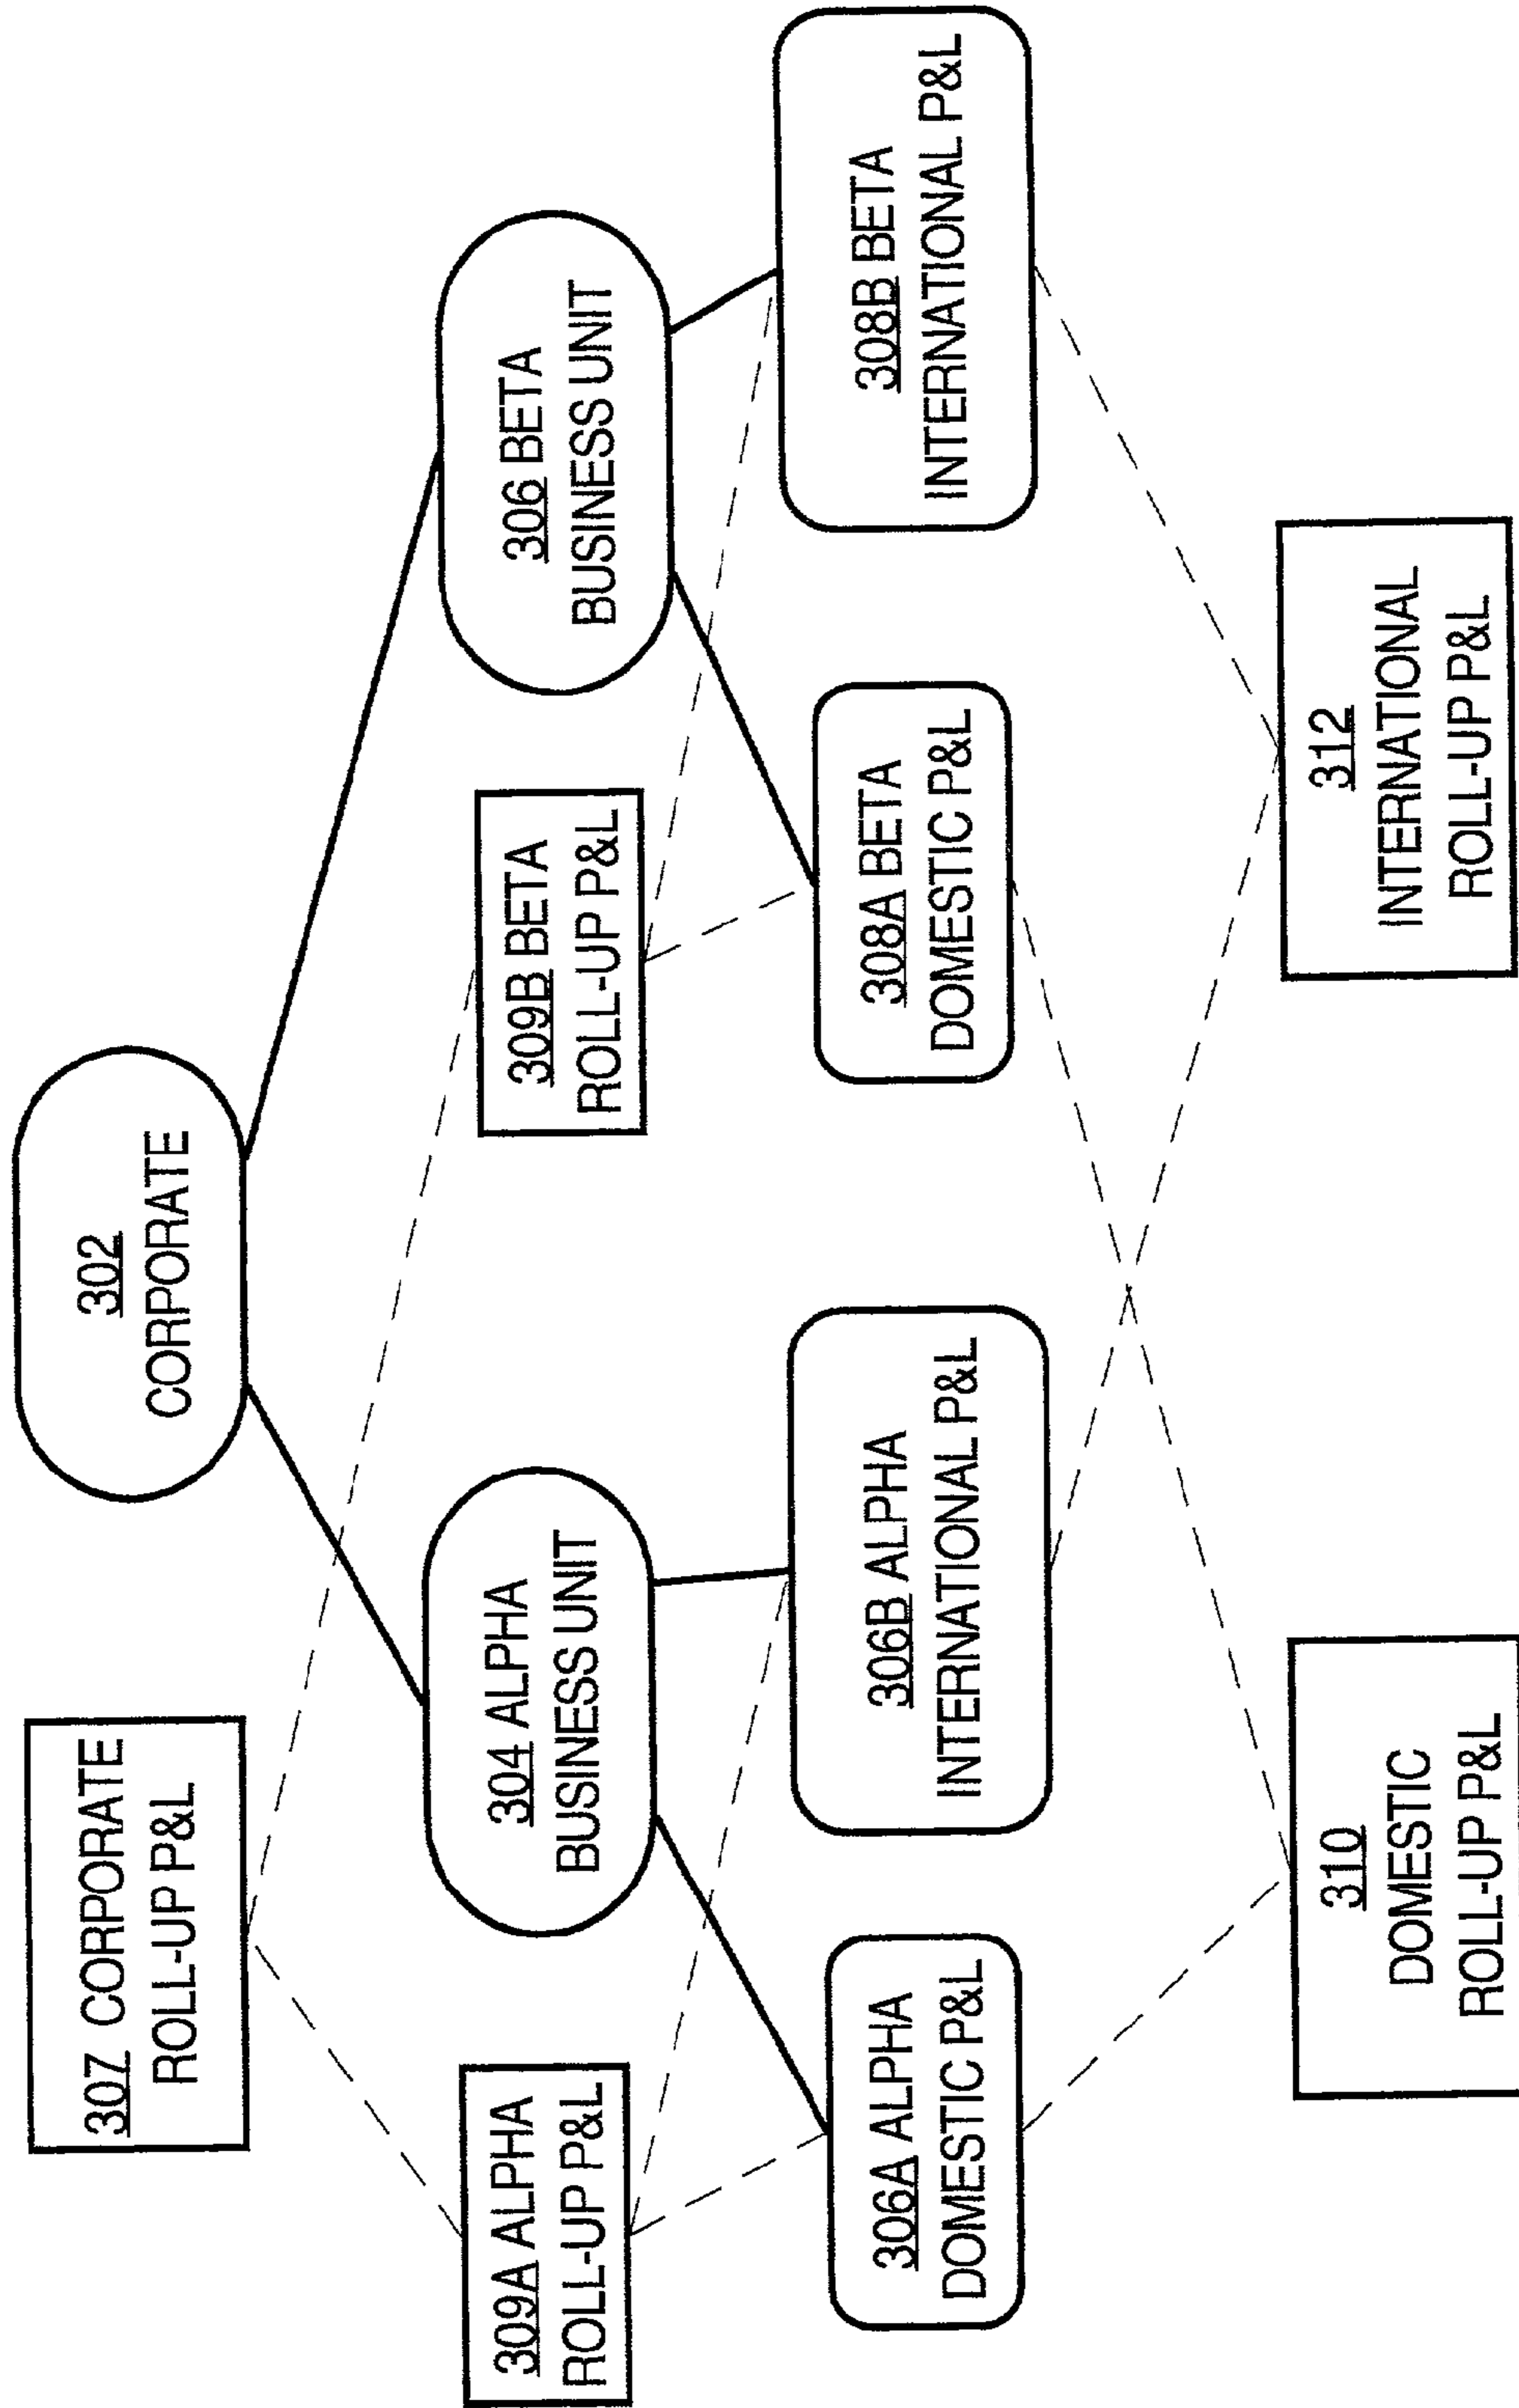 302
CORPORATE
307 CORPORATE
ROLL-UP P&L
304 ALPHA
BUSINESS UNIT
306 BETA
BUSINESS UNIT
309A ALPHA
ROLL-UP P&L
309B BETA
ROLL-UP P&L
306A ALPHA
DOMESTIC P&L
306B ALPHA
INTERNATIONAL P&L
308A BETA
DOMESTIC P&L
308B BETA
INTERNATIONAL P&L
310
DOMESTIC
ROLL-UP P&L
312
INTERNATIONAL
ROLL-UP P&L